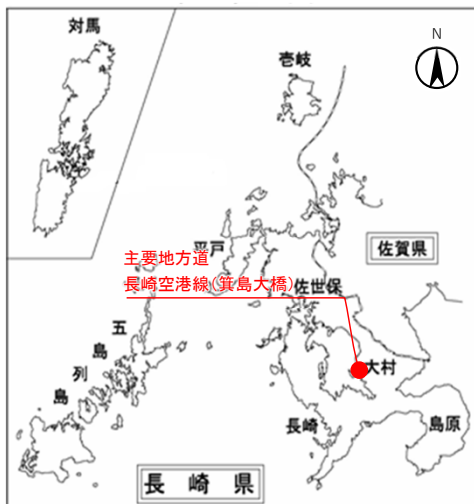 対馬
壱岐
N
平戸
佐賀県
主要地方道
長崎空港線(箕島大橋)
佐世保
五島列島
大村
長崎
島原
長崎県